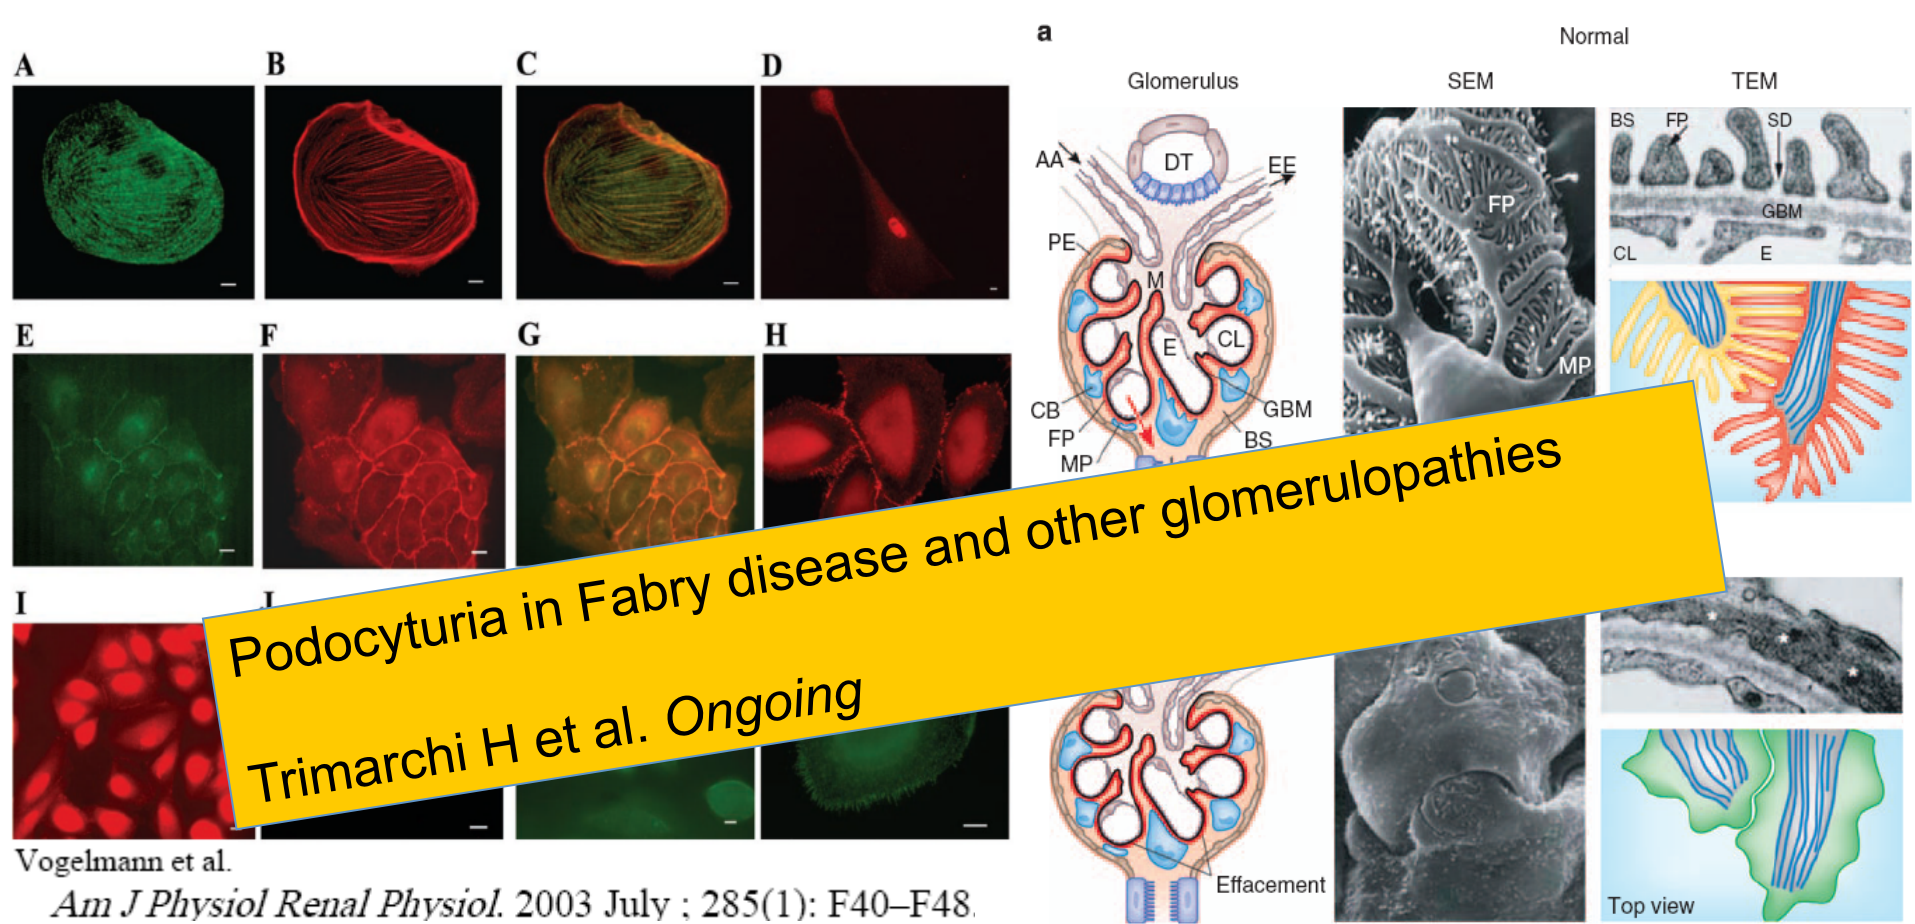 A
B
C
D
E
F
G
H
I
Vogelmann et al.
Am J Physiol Renal Physiol. 2003 July ; 285(1): F40–F48.
a
Normal
Glomerulus
SEM
TEM
AA
DT
EE
PE
M
E
CL
CB
FP
MP
GBM
BS
FP
MP
BS
FP
SD
GBM
CL
E
Podocyturia in Fabry disease and other glomerulopathies
Trimarchi H et al. Ongoing
Effacement
Top view